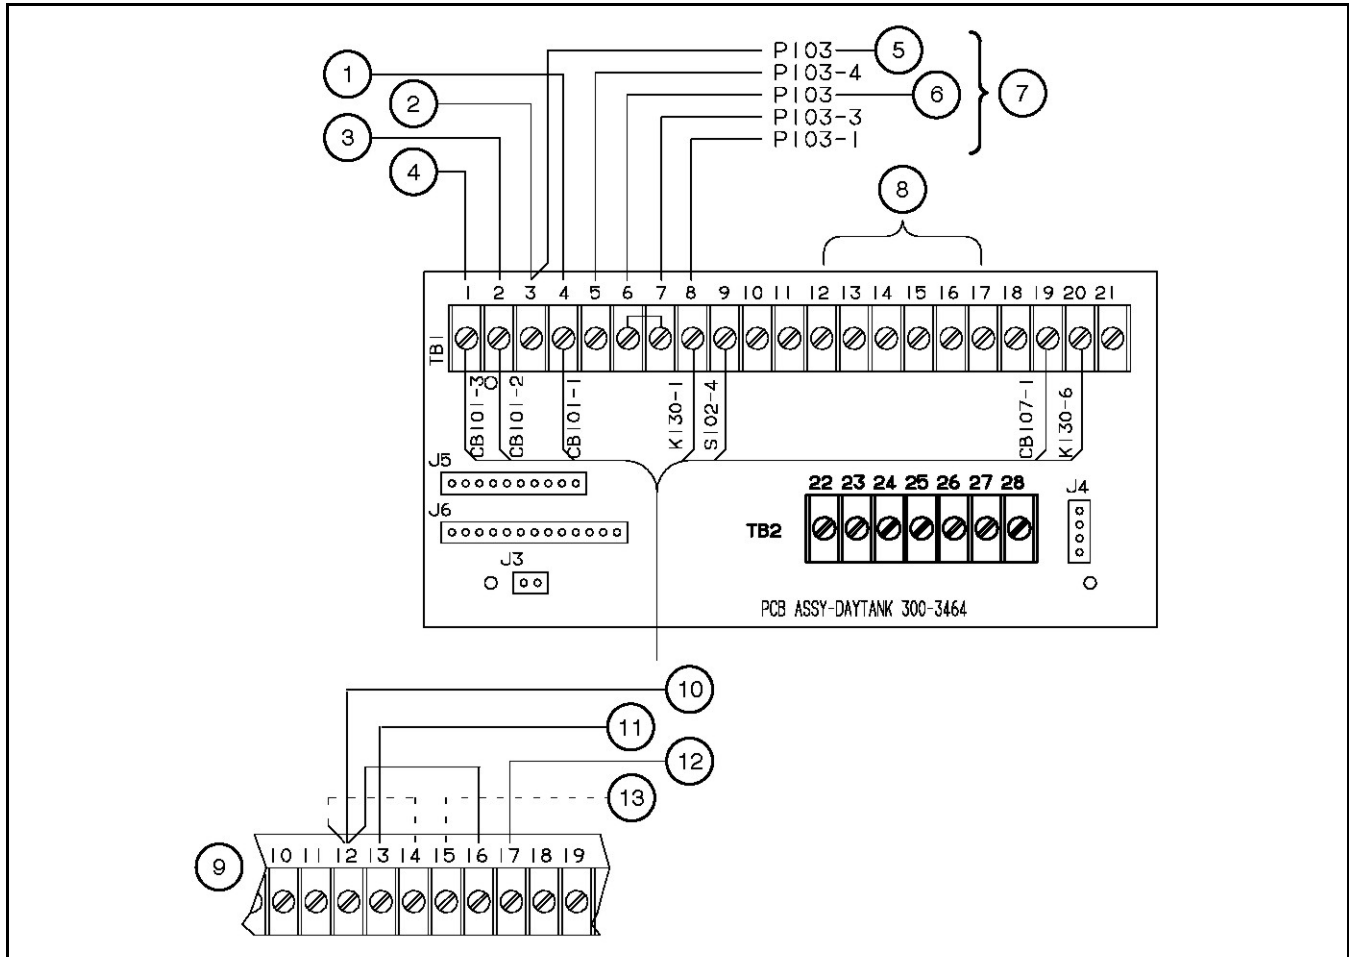 P103 5
1 P103-4
2 P103 6 7
3 P103-3
P103-1
4
8
1 2 3 4 5 6 7 8 9 10 11 12 13 14 15 16 17 18 19 20 21
TB1
CB101-3
CB101-2
CB101-1
K130-1
S102-4
CB107-1
K130-6
J5
22 23 24 25 26 27 28
J4
J6
TB2
J3
PCB ASSY-DAYTANK 300-3464
10
11
12
13
9
10 11 12 13 14 15 16 17 18 19